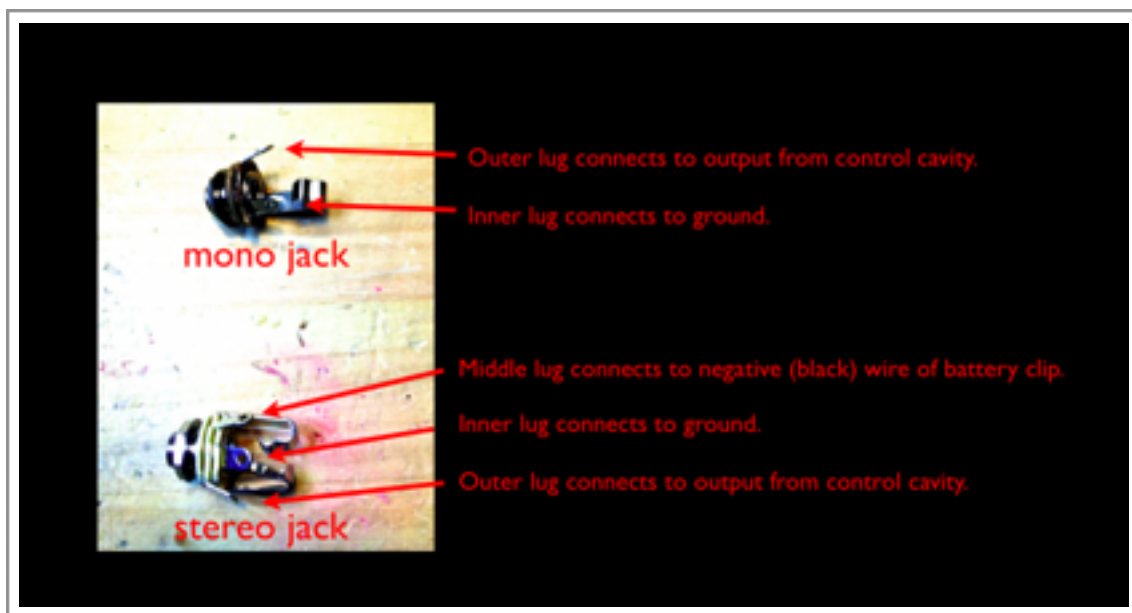 Outer lug connects to output from control cavity.
Inner lug connects to ground.
mono jack
Middle lug connects to negative (black) wire of battery clip.
Inner lug connects to ground.
Outer lug connects to output from control cavity.
stereo jack